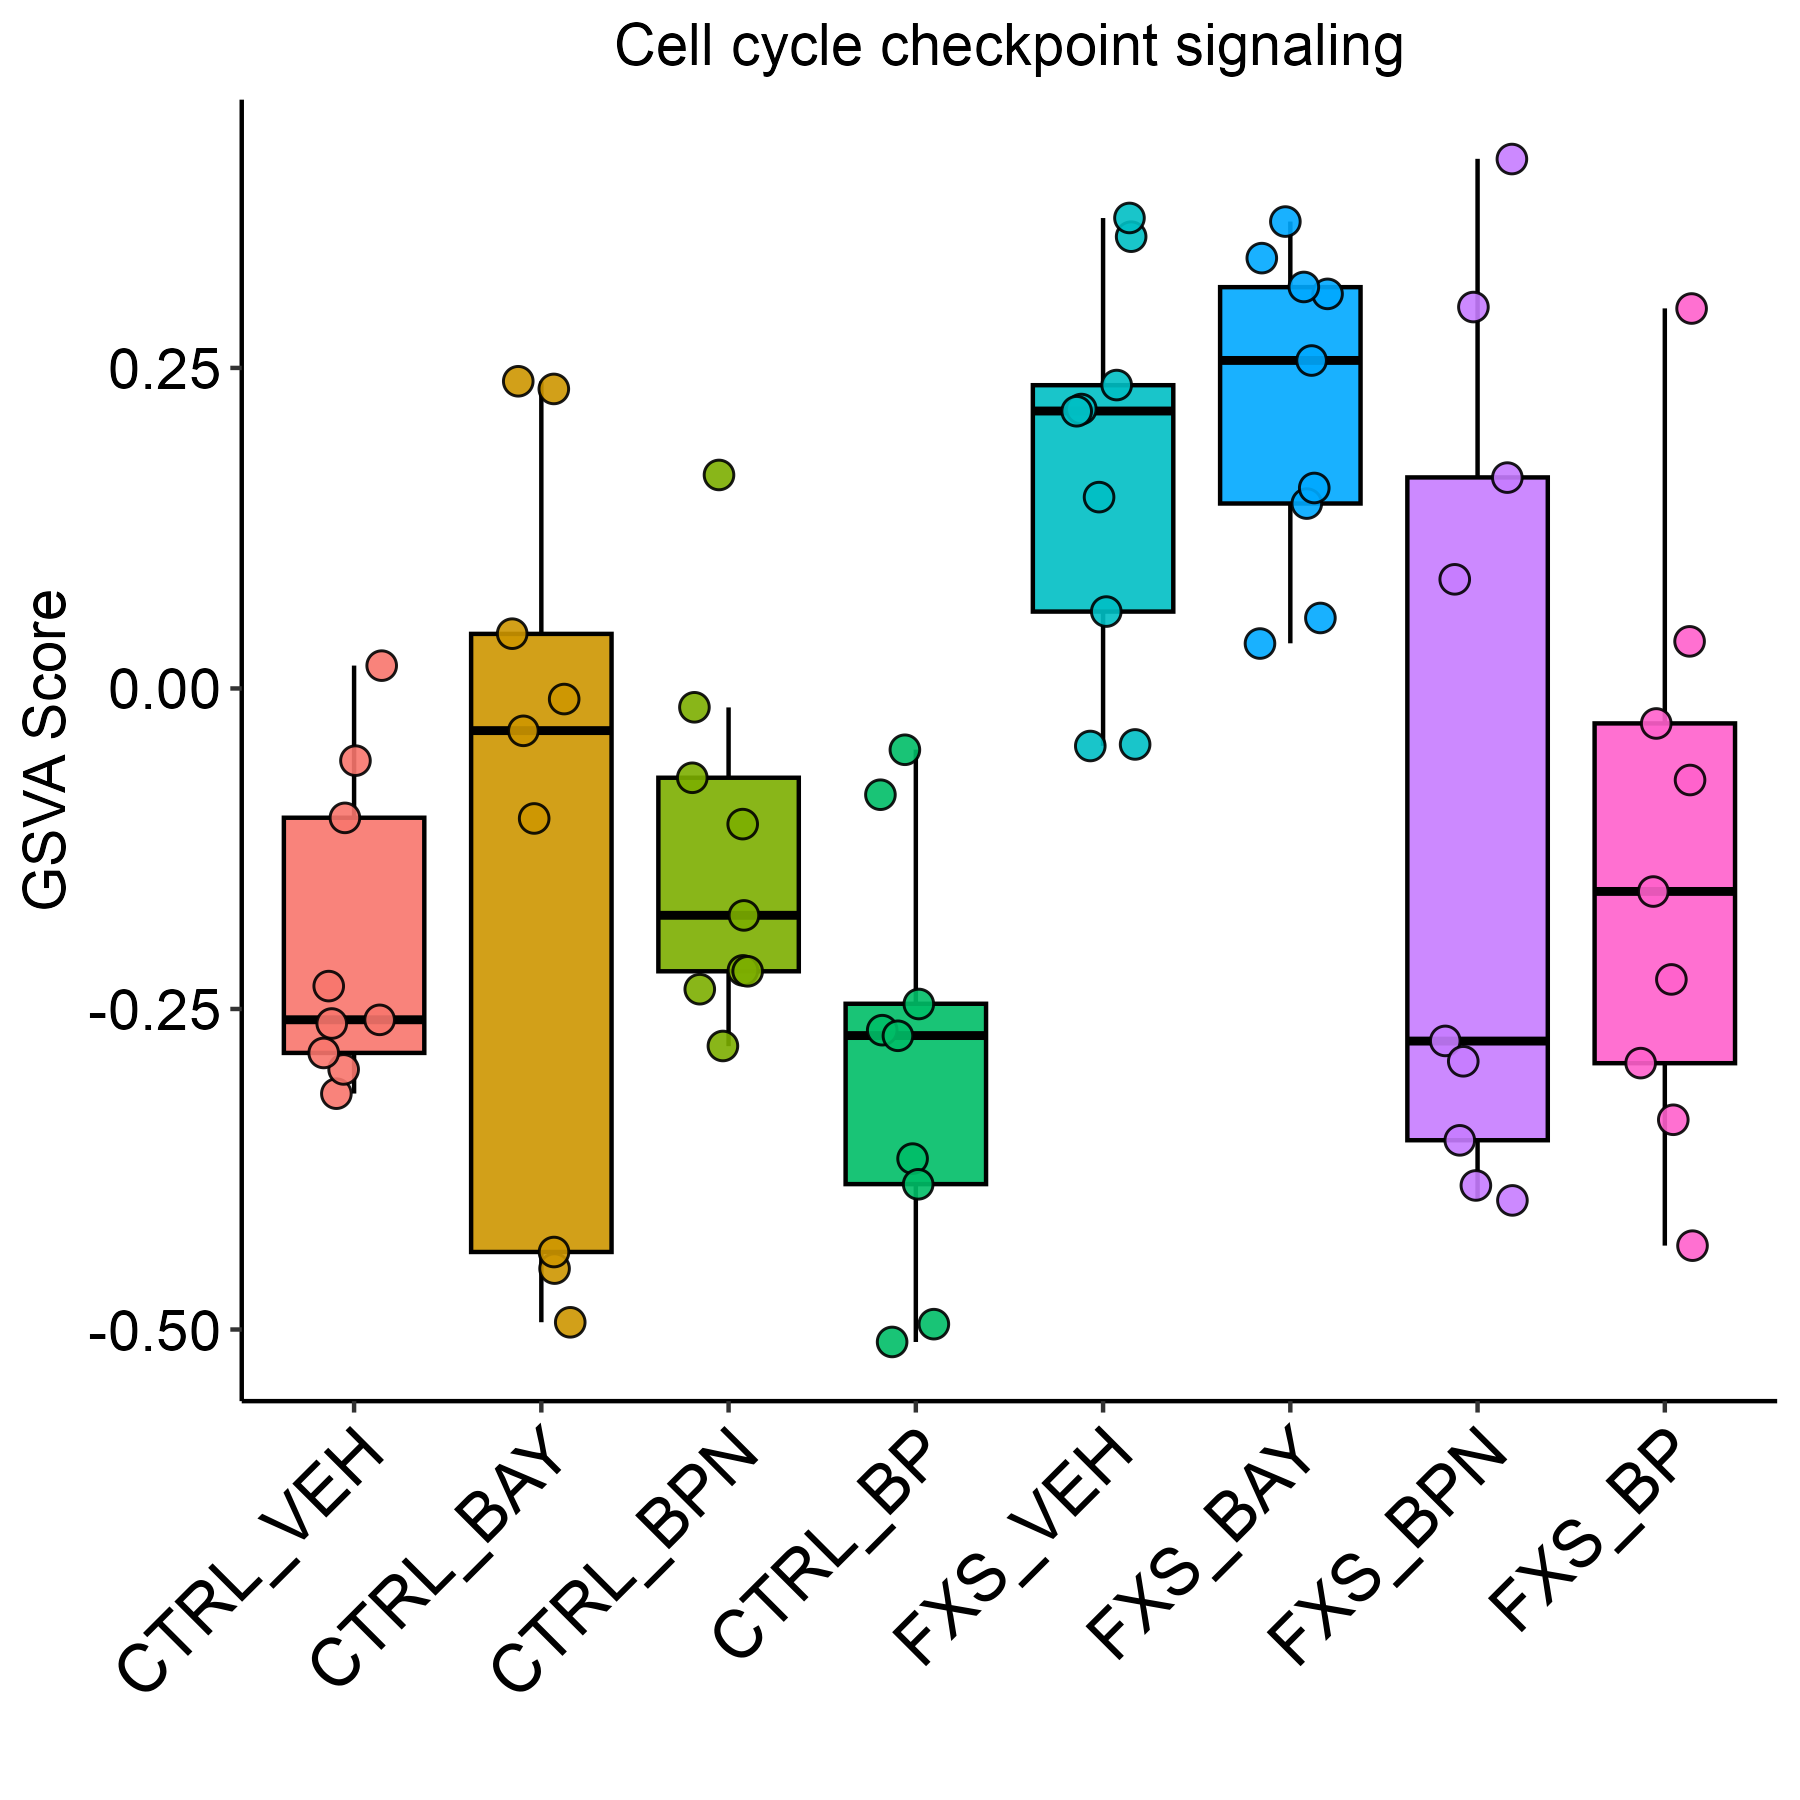 Cell cycle checkpoint signaling
GSVA Score
0.25
0.00
-0.25
-0.50
CTRL_VEH
CTRL_BAY
CTRL_BPN
CTRL_BP
FXS_VEH
FXS_BAY
FXS_BPN
FXS_BP